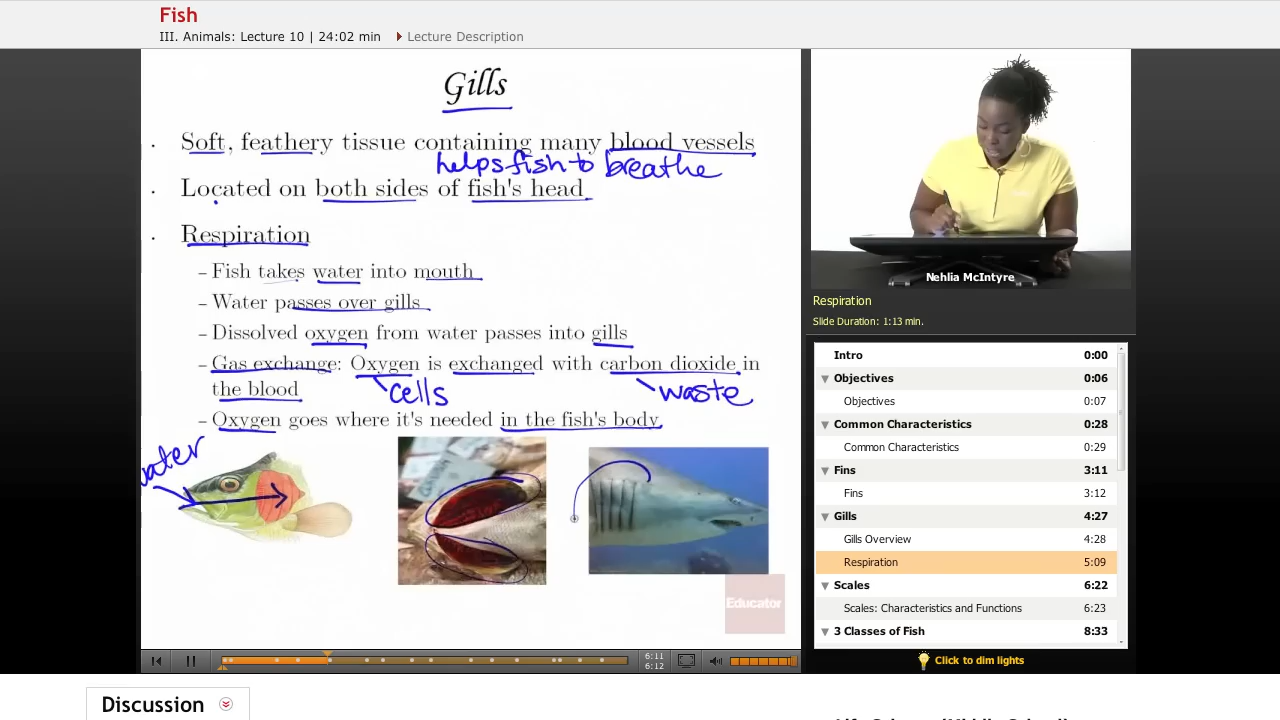 Fish
III. Animals: Lecture 10 | 24:02 min
Lecture Description
Gills
. Soft, feathery tissue containing many blood vessels
helps fish to breathe
. Located on both sides of fish's head
. Respiration
– Fish takes water into mouth
– Water passes over gills
– Dissolved oxygen from water passes into gills
– Gas exchange: Oxygen is exchanged with carbon dioxide in
the blood
cells
waste
– Oxygen goes where it's needed in the fish's body
water
Educator
Nehlia McIntyre
Respiration
Slide Duration: 1:13 min.
Intro 0:00
Objectives 0:06
Objectives 0:07
Common Characteristics 0:28
Common Characteristics 0:29
Fins 3:11
Fins 3:12
Gills 4:27
Gills Overview 4:28
Respiration 5:09
Scales 6:22
Scales: Characteristics and Functions 6:23
3 Classes of Fish 8:33
6:11
6:12
Click to dim lights
Discussion